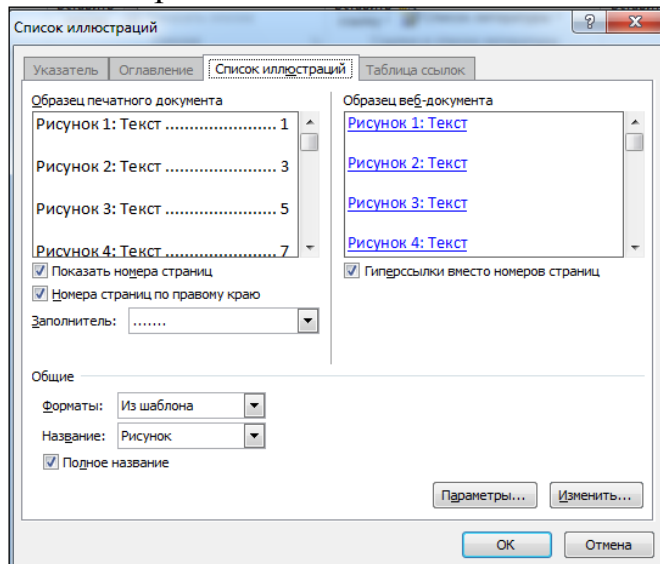 Список иллюстраций
Указатель Оглавление Список иллюстраций Таблица ссылок
Образец печатного документа
Рисунок 1: Текст ........................ 1
Рисунок 2: Текст ........................ 3
Рисунок 3: Текст ........................ 5
Рисунок 4: Текст ........................ 7
Показать номера страниц
Номера страниц по правому краю
Заполнитель: .......
Образец веб-документа
Рисунок 1: Текст
Рисунок 2: Текст
Рисунок 3: Текст
Рисунок 4: Текст
Гиперссылки вместо номеров страниц
Общие
Форматы: Из шаблона
Название: Рисунок
Полное название
Параметры... Изменить...
ОК Отмена